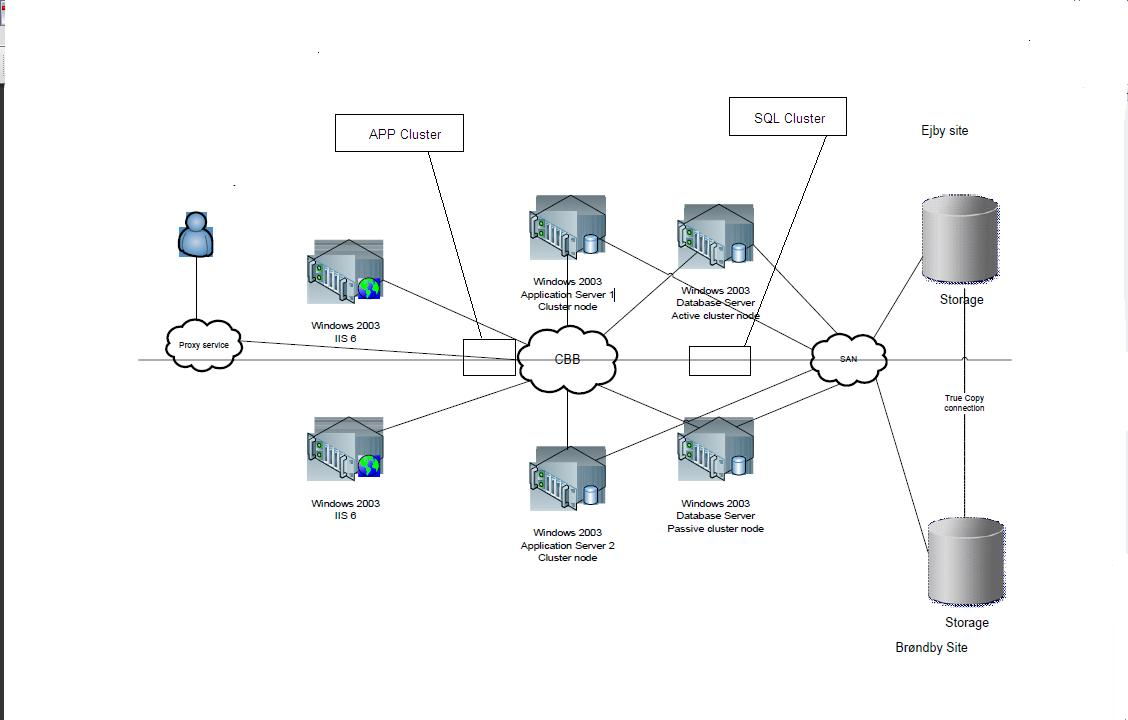 APP Cluster
SQL Cluster
Ejby site
Windows 2003
Application Server 1
Cluster node
Windows 2003
Database Server
Active cluster node
Storage
Windows 2003
IIS 6
Proxy service
CBB
SAN
True Copy
connection
Windows 2003
IIS 6
Windows 2003
Application Server 2
Cluster node
Windows 2003
Database Server
Passive cluster node
Storage
Brøndby Site